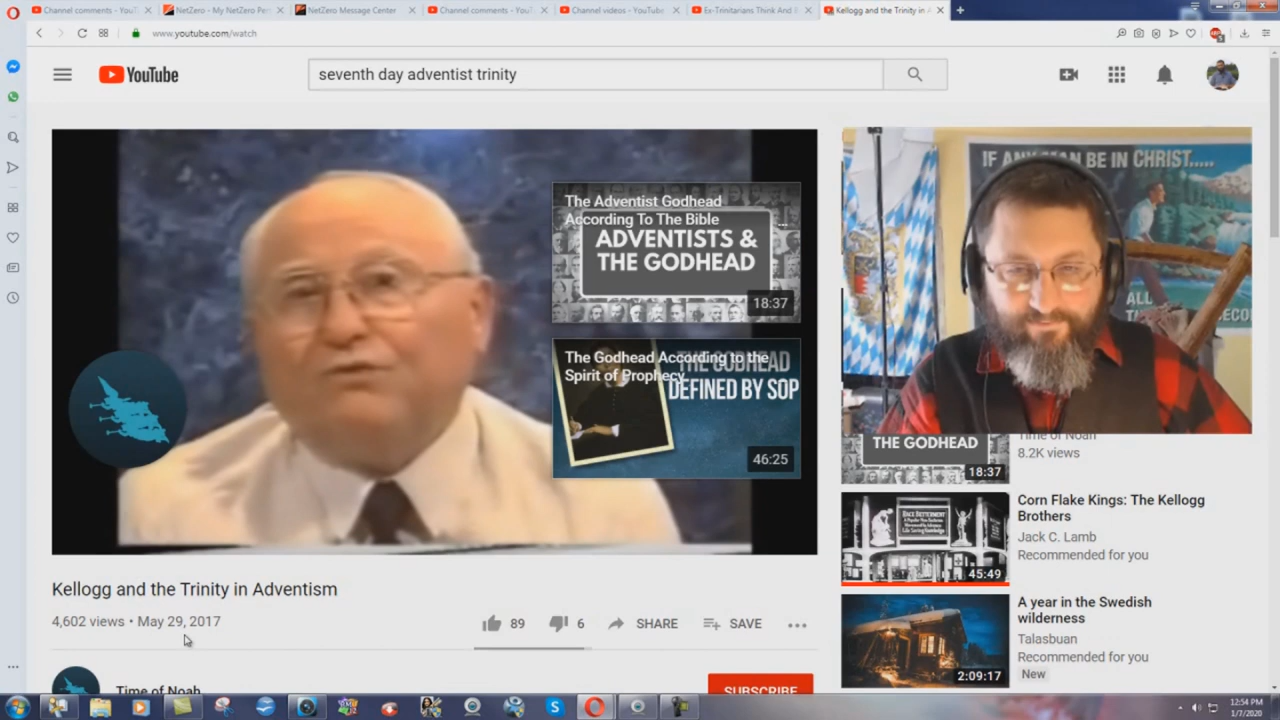 Channel comments - YouT
NetZero - My NetZero Per
NetZero Message Center
Channel comments - YouT
Channel videos - YouTube
Ex-Trinitarians Think And
Kellogg and the Trinity in A
www.youtube.com/watch
YouTube
seventh day adventist trinity
The Adventist Godhead
According To The Bible
...
ADVENTISTS &
THE GODHEAD
18:37
The Godhead According to the
Spirit of Prophecy
THE GODHEAD
DEFINED BY SOP
46:25
IF ANY MAN BE IN CHRIST.....
ALL
Time of Noah
8.2K views
THE GODHEAD
18:37
Corn Flake Kings: The Kellogg
Brothers
Jack C. Lamb
Recommended for you
RACE BETTERMENT
45:49
A year in the Swedish
wilderness
Talasbuan
Recommended for you
New
2:09:17
Kellogg and the Trinity in Adventism
4,602 views • May 29, 2017
89
6
SHARE
SAVE
Time of Noah
SUBSCRIBE
12:54 PM
1/7/2020